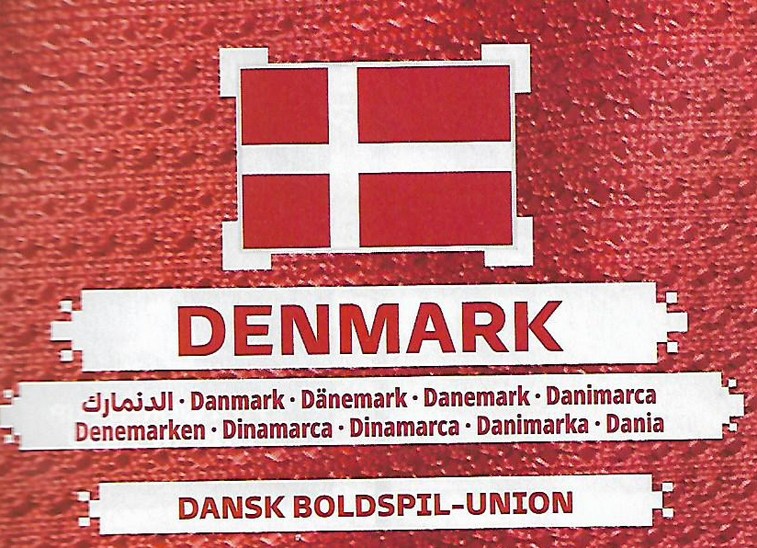 DENMARK
الدنمارك · Danmark · Dänemark · Danemark · Danimarca
Denemarken · Dinamarca · Dinamarca · Danimarka · Dania
DANSK BOLDSPIL-UNION